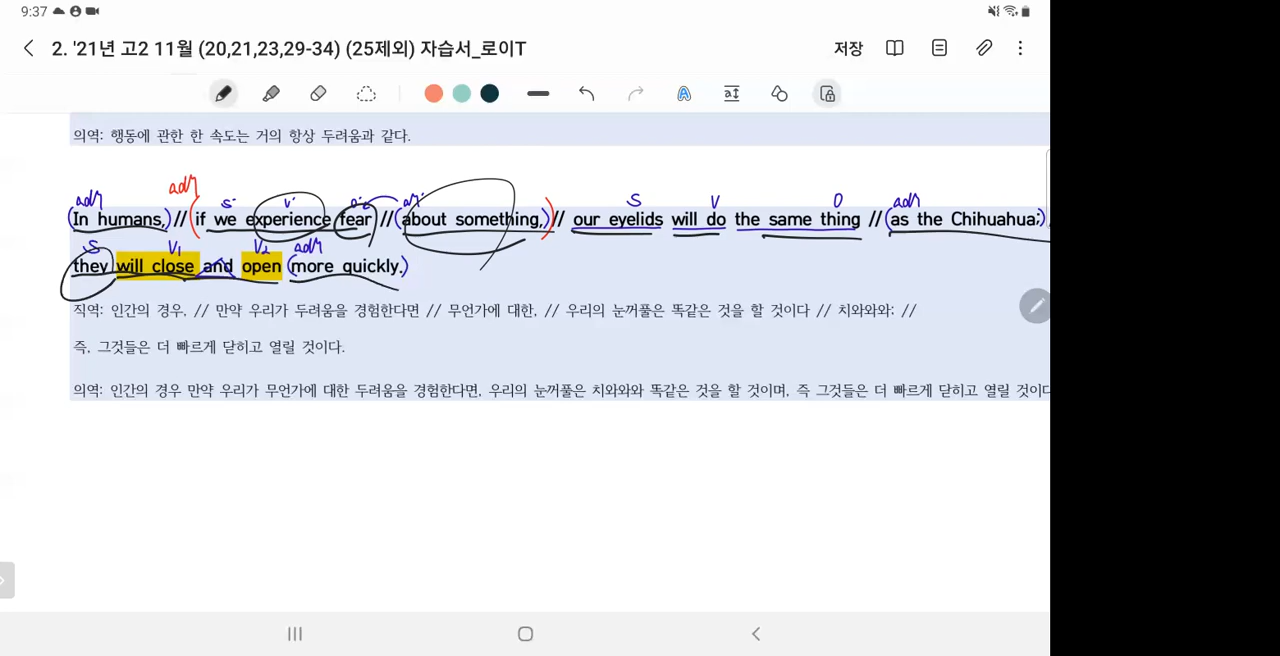 9:37
2. '21년 고2 11월 (20,21,23,29-34) (25제외) 자습서_로이T
저장
의역: 행동에 관한 한 속도는 거의 항상 두려움과 같다.
adv adv s' v' o' S V O adv
(In humans,) // (if we experience fear // (about something,) ) // our eyelids will do the same thing // (as the Chihuahua;)
S V1 V2 adv
they will close and open (more quickly.)
직역: 인간의 경우, // 만약 우리가 두려움을 경험한다면 // 무언가에 대한, // 우리의 눈꺼풀은 똑같은 것을 할 것이다 // 치와와와; //
즉, 그것들은 더 빠르게 닫히고 열릴 것이다.
의역: 인간의 경우 만약 우리가 무언가에 대한 두려움을 경험한다면, 우리의 눈꺼풀은 치와와와 똑같은 것을 할 것이며, 즉 그것들은 더 빠르게 닫히고 열릴 것이다